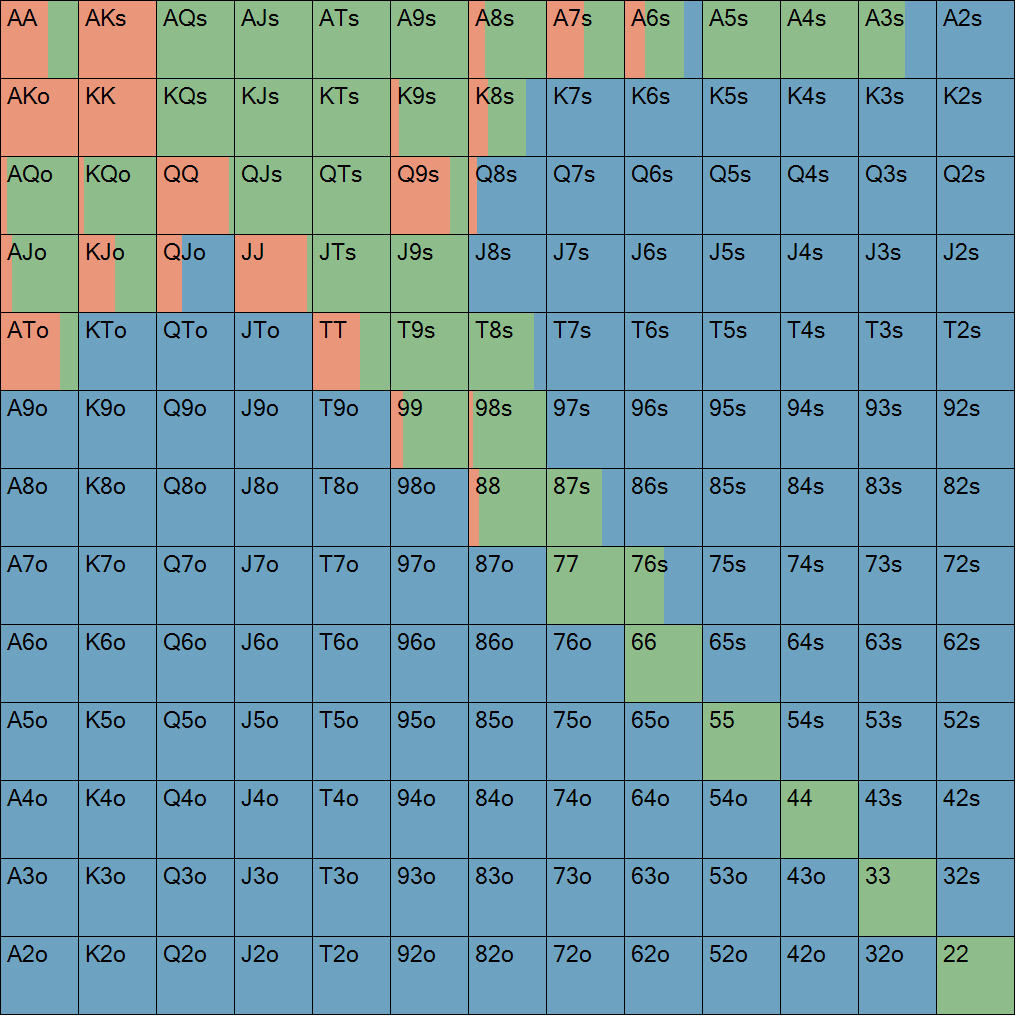 AA AKs AQs AJs ATs A9s A8s A7s A6s A5s A4s A3s A2s
AKo KK KQs KJs KTs K9s K8s K7s K6s K5s K4s K3s K2s
AQo KQo QQ QJs QTs Q9s Q8s Q7s Q6s Q5s Q4s Q3s Q2s
AJo KJo QJo JJ JTs J9s J8s J7s J6s J5s J4s J3s J2s
ATo KTo QTo JTo TT T9s T8s T7s T6s T5s T4s T3s T2s
A9o K9o Q9o J9o T9o 99 98s 97s 96s 95s 94s 93s 92s
A8o K8o Q8o J8o T8o 98o 88 87s 86s 85s 84s 83s 82s
A7o K7o Q7o J7o T7o 97o 87o 77 76s 75s 74s 73s 72s
A6o K6o Q6o J6o T6o 96o 86o 76o 66 65s 64s 63s 62s
A5o K5o Q5o J5o T5o 95o 85o 75o 65o 55 54s 53s 52s
A4o K4o Q4o J4o T4o 94o 84o 74o 64o 54o 44 43s 42s
A3o K3o Q3o J3o T3o 93o 83o 73o 63o 53o 43o 33 32s
A2o K2o Q2o J2o T2o 92o 82o 72o 62o 52o 42o 32o 22